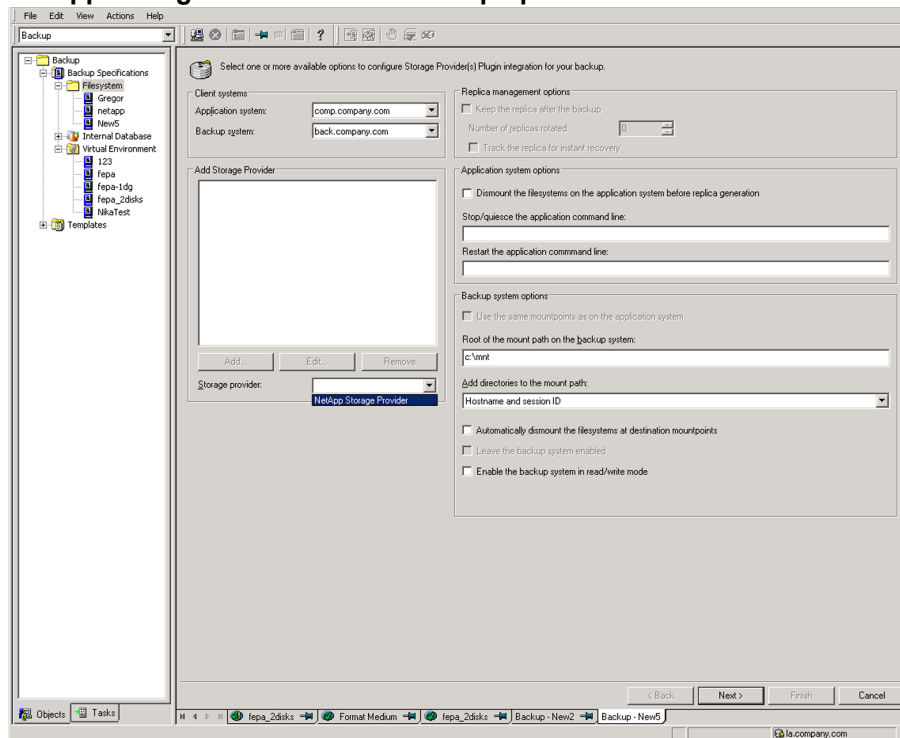 File Edit View Actions Help
Backup
Backup
Backup Specifications
Filesystem
Gregor
netapp
New5
Internal Database
Virtual Environment
123
fepa
fepa-1dg
fepa_2disks
NikaTest
Templates
Select one or more available options to configure Storage Provider(s) Plugin integration for your backup.
Client systems
Application system: comp.company.com
Backup system: back.company.com
Add Storage Provider
Add... Edit... Remove
Storage provider:
NetApp Storage Provider
Replica management options
Keep the replica after the backup
Number of replicas rotated 0
Track the replica for instant recovery
Application system options
Dismount the filesystems on the application system before replica generation
Stop/quiesce the application command line:
Restart the application commmand line:
Backup system options
Use the same mountpoints as on the application system
Root of the mount path on the backup system:
c:\mnt
Add directories to the mount path:
Hostname and session ID
Automatically dismount the filesystems at destination mountpoints
Leave the backup system enabled
Enable the backup system in read/write mode
< Back Next > Finish Cancel
Objects Tasks
fepa_2disks Format Medium fepa_2disks Backup - New2 Backup - New5
la.company.com